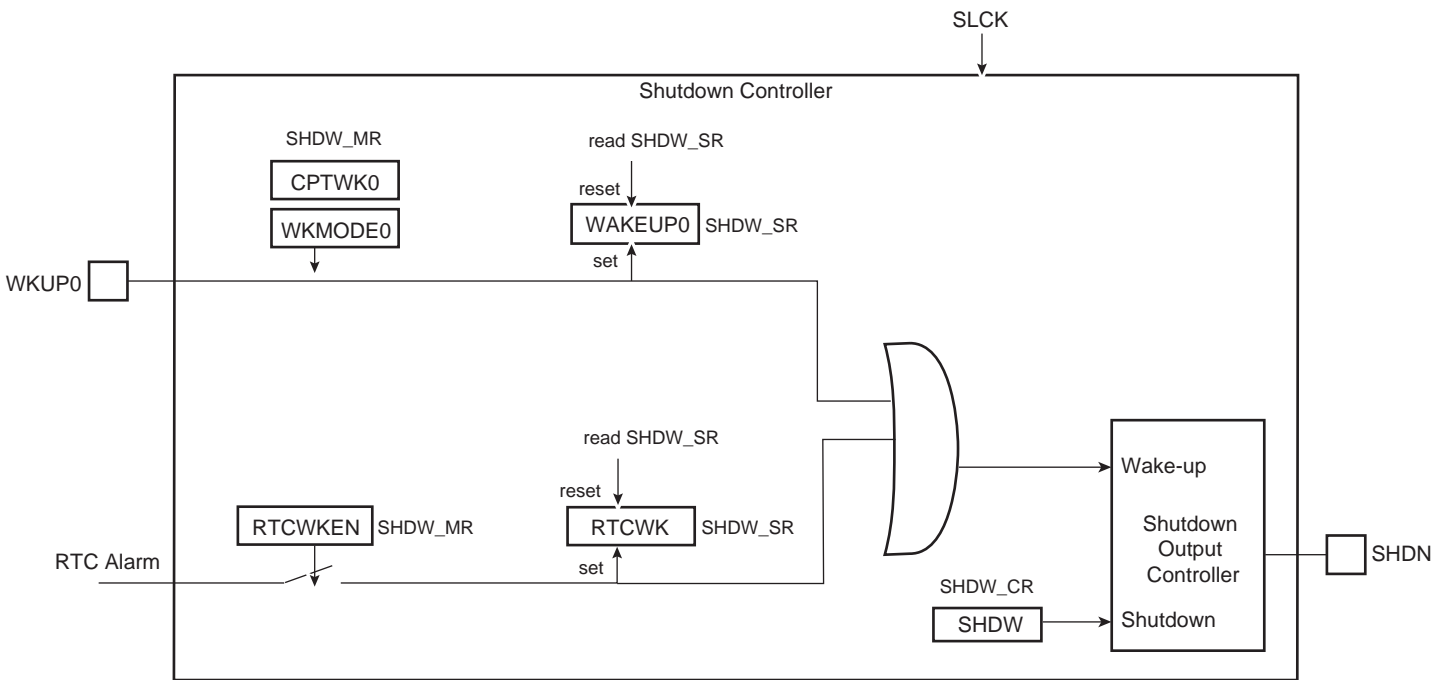 SLCK
Shutdown Controller
SHDW_MR
CPTWK0
WKMODE0
read SHDW_SR
reset
WAKEUP0
SHDW_SR
set
WKUP0
read SHDW_SR
reset
RTCWKEN
SHDW_MR
RTCWK
SHDW_SR
set
RTC Alarm
Wake-up
Shutdown
Output
Controller
SHDN
SHDW_CR
SHDW
Shutdown